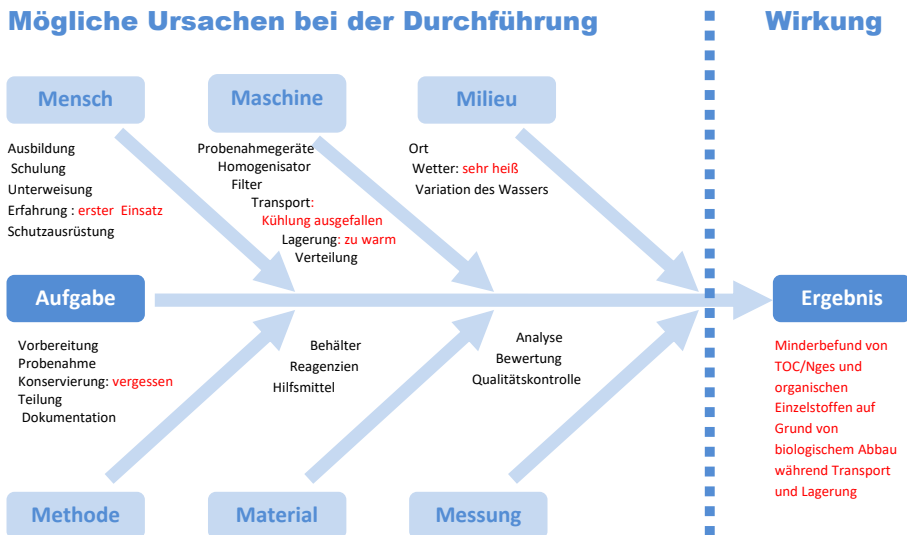 Mögliche Ursachen bei der Durchführung
Wirkung
Mensch
Maschine
Milieu
Ausbildung
Schulung
Unterweisung
Erfahrung : erster Einsatz
Schutzausrüstung
Probenahmegeräte
Homogenisator
Filter
Transport:
Kühlung ausgefallen
Lagerung: zu warm
Verteilung
Ort
Wetter: sehr heiß
Variation des Wassers
Aufgabe
Ergebnis
Vorbereitung
Probenahme
Konservierung: vergessen
Teilung
Dokumentation
Behälter
Reagenzien
Hilfsmittel
Analyse
Bewertung
Qualitätskontrolle
Minderbefund von
TOC/Nges und
organischen
Einzelstoffen auf
Grund von
biologischem Abbau
während Transport
und Lagerung
Methode
Material
Messung